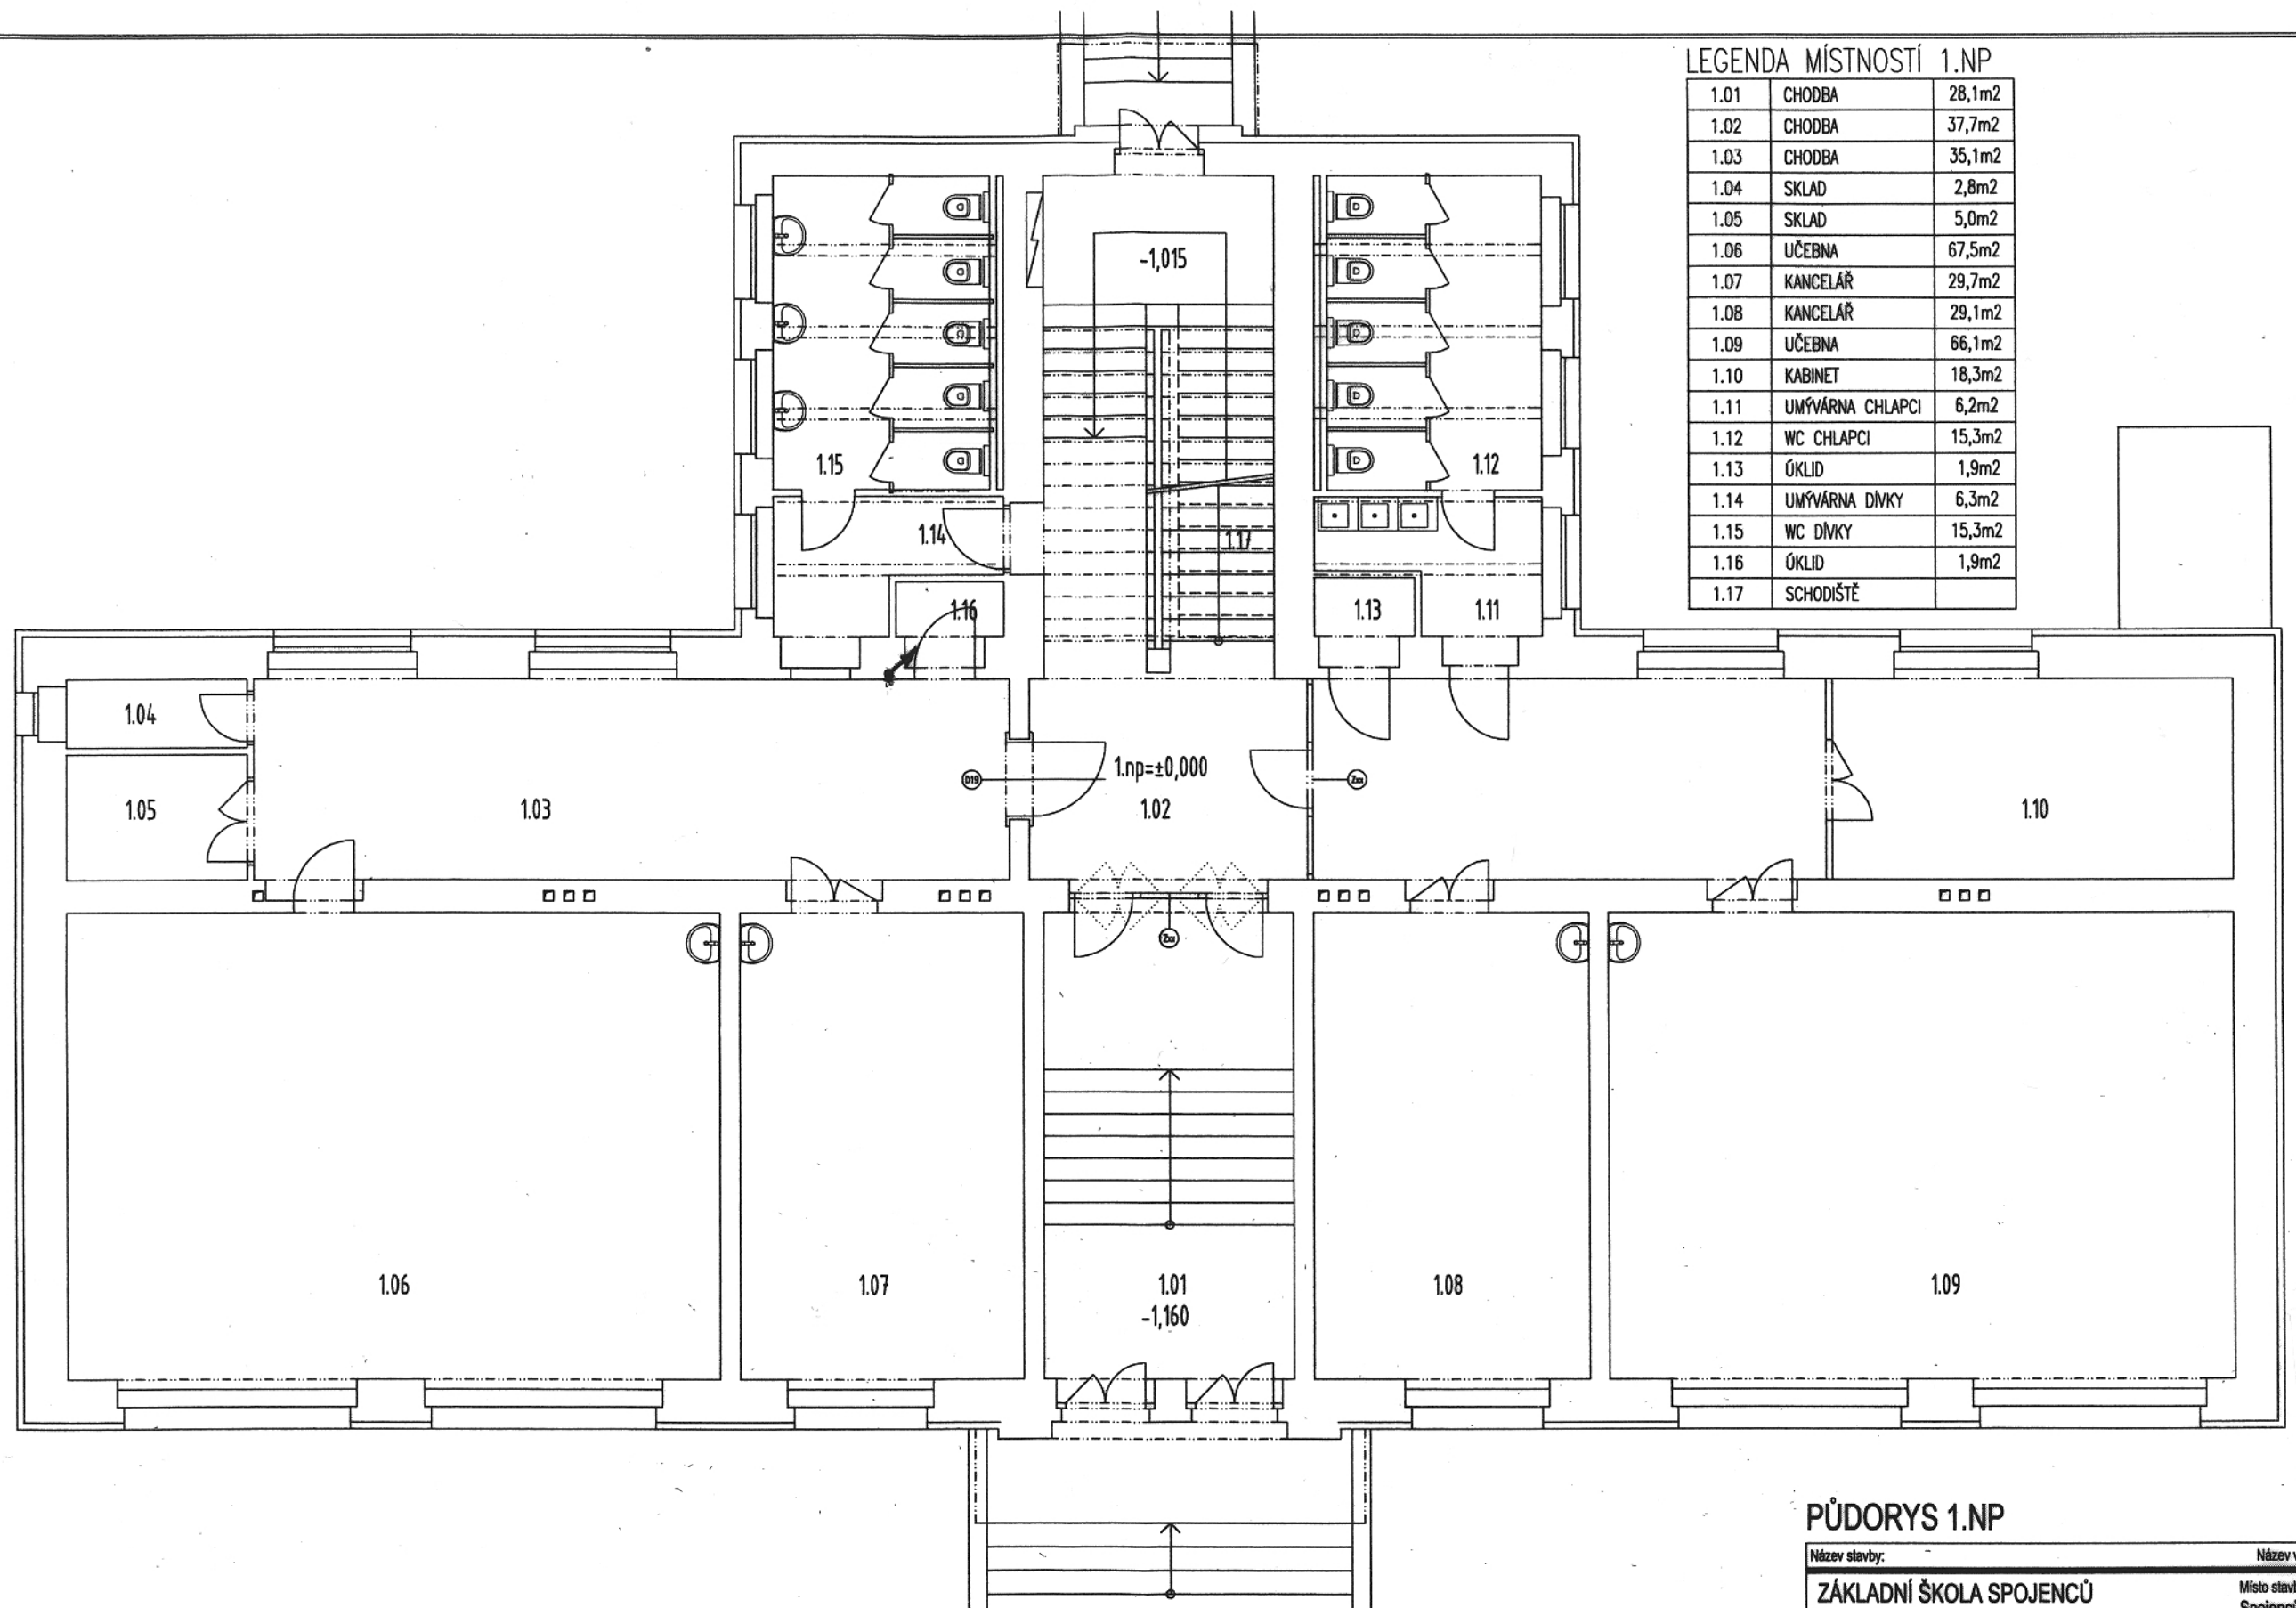 LEGENDA MÍSTNOSTÍ 1.NP
1.01 CHODBA 28,1m2
1.02 CHODBA 37,7m2
1.03 CHODBA 35,1m2
1.04 SKLAD 2,8m2
1.05 SKLAD 5,0m2
1.06 UČEBNA 67,5m2
1.07 KANCELÁŘ 29,7m2
1.08 KANCELÁŘ 29,1m2
1.09 UČEBNA 66,1m2
1.10 KABINET 18,3m2
1.11 UMÝVÁRNA CHLAPCI 6,2m2
1.12 WC CHLAPCI 15,3m2
1.13 ÚKLID 1,9m2
1.14 UMÝVÁRNA DÍVKY 6,3m2
1.15 WC DÍVKY 15,3m2
1.16 ÚKLID 1,9m2
1.17 SCHODIŠTĚ
-1,015
1.15
1.12
1.14
1.17
1.16
1.13
1.11
1.04
1.np=±0,000
D19
Zxx
1.05
1.03
1.02
1.10
Zxx
1.06
1.07
1.01
1.08
1.09
-1,160
PŮDORYS 1.NP
Název stavby:
Název
ZÁKLADNÍ ŠKOLA SPOJENCŮ
Místo